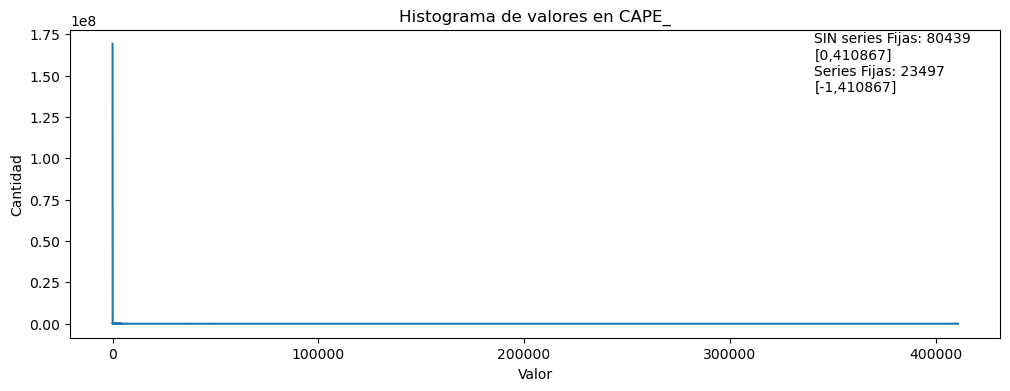 Histograma de valores en CAPE_
1e8
SIN series Fijas: 80439
[0,410867]
Series Fijas: 23497
[-1,410867]
1.75
1.50
1.25
1.00
0.75
0.50
0.25
0.00
Cantidad
0
100000
200000
300000
400000
Valor